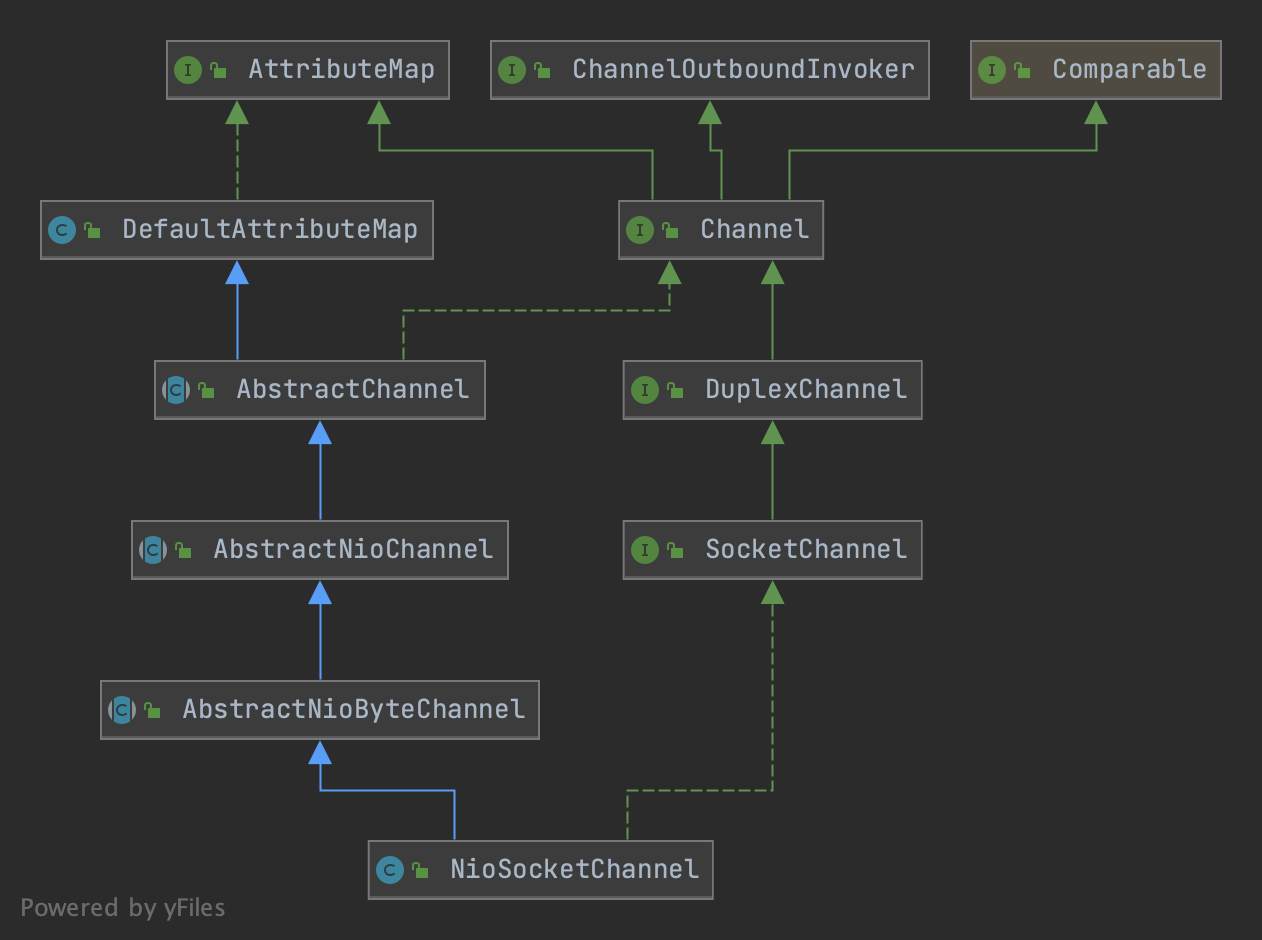 I AttributeMap
I ChannelOutboundInvoker
I Comparable
C DefaultAttributeMap
I Channel
C AbstractChannel
I DuplexChannel
C AbstractNioChannel
I SocketChannel
C AbstractNioByteChannel
C NioSocketChannel
Powered by yFiles